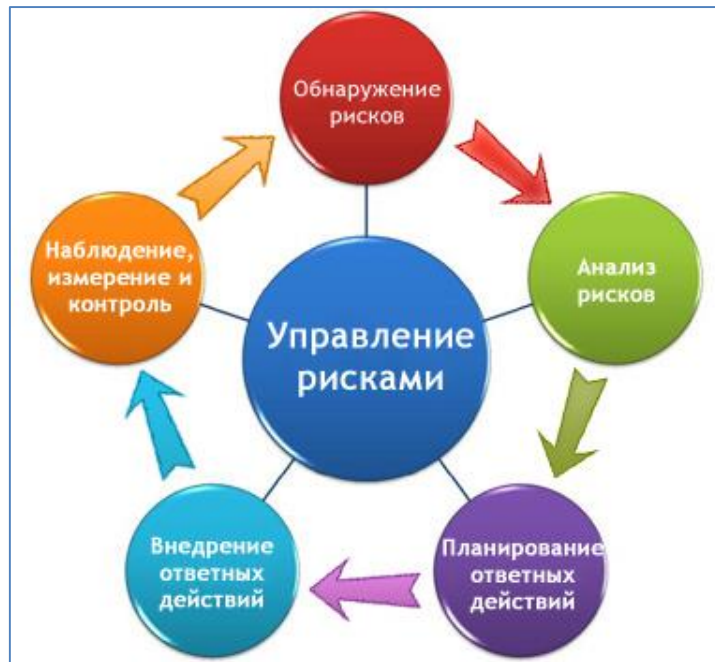 Обнаружение
рисков
Анализ
рисков
Планирование
ответных
действий
Внедрение
ответных
действий
Наблюдение,
измерение и
контроль
Управление
рисками